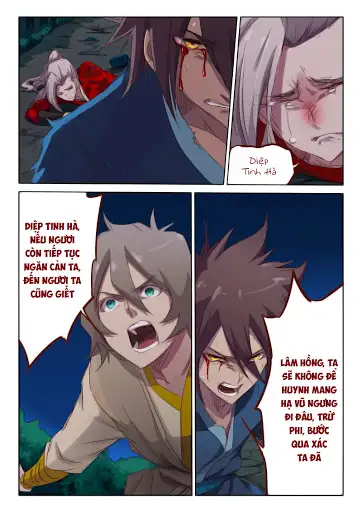 Diệp
Tinh Hà
DIỆP TINH HÀ,
NẾU NGƯƠI
CÒN TIẾP TỤC
NGĂN CẢN TA,
ĐẾN NGƯƠI TA
CŨNG GIẾT
LÂM HỒNG, TA
SẼ KHÔNG ĐỂ
HUYNH MANG
HẠ VŨ NGƯNG
ĐI ĐÂU, TRỪ
PHI, BƯỚC
QUA XÁC
TA ĐÃ